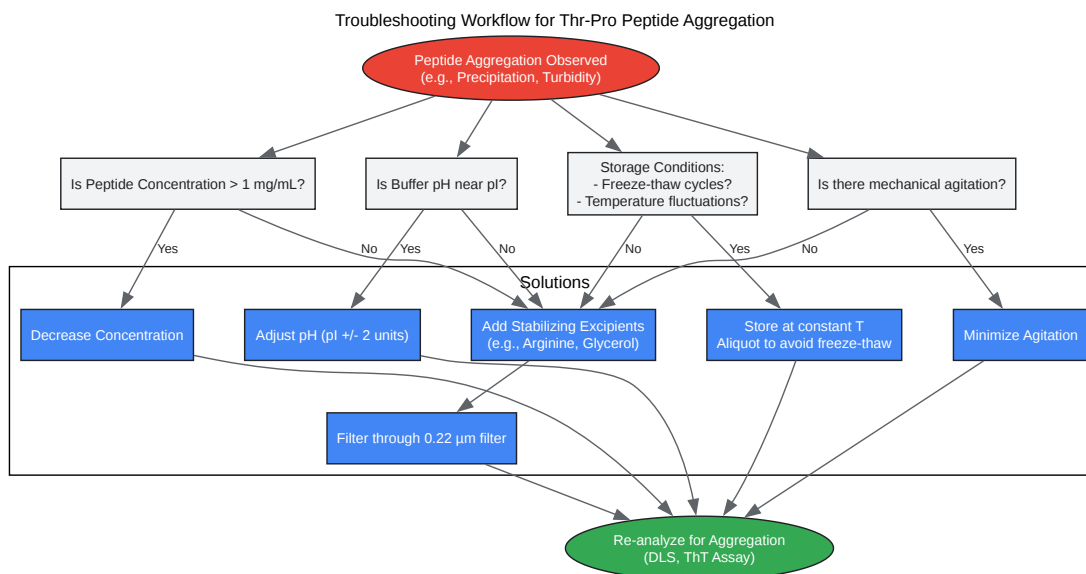 Troubleshooting Workflow for Thr-Pro Peptide Aggregation
Peptide Aggregation Observed
(e.g., Precipitation, Turbidity)
Is Peptide Concentration > 1 mg/mL?
Is Buffer pH near pI?
Storage Conditions:
- Freeze-thaw cycles?
- Temperature fluctuations?
Is there mechanical agitation?
Yes
No
Yes
No
No
Yes
No
Yes
Solutions
Decrease Concentration
Adjust pH (pI +/- 2 units)
Add Stabilizing Excipients
(e.g., Arginine, Glycerol)
Store at constant T
Aliquot to avoid freeze-thaw
Minimize Agitation
Filter through 0.22 µm filter
Re-analyze for Aggregation
(DLS, ThT Assay)